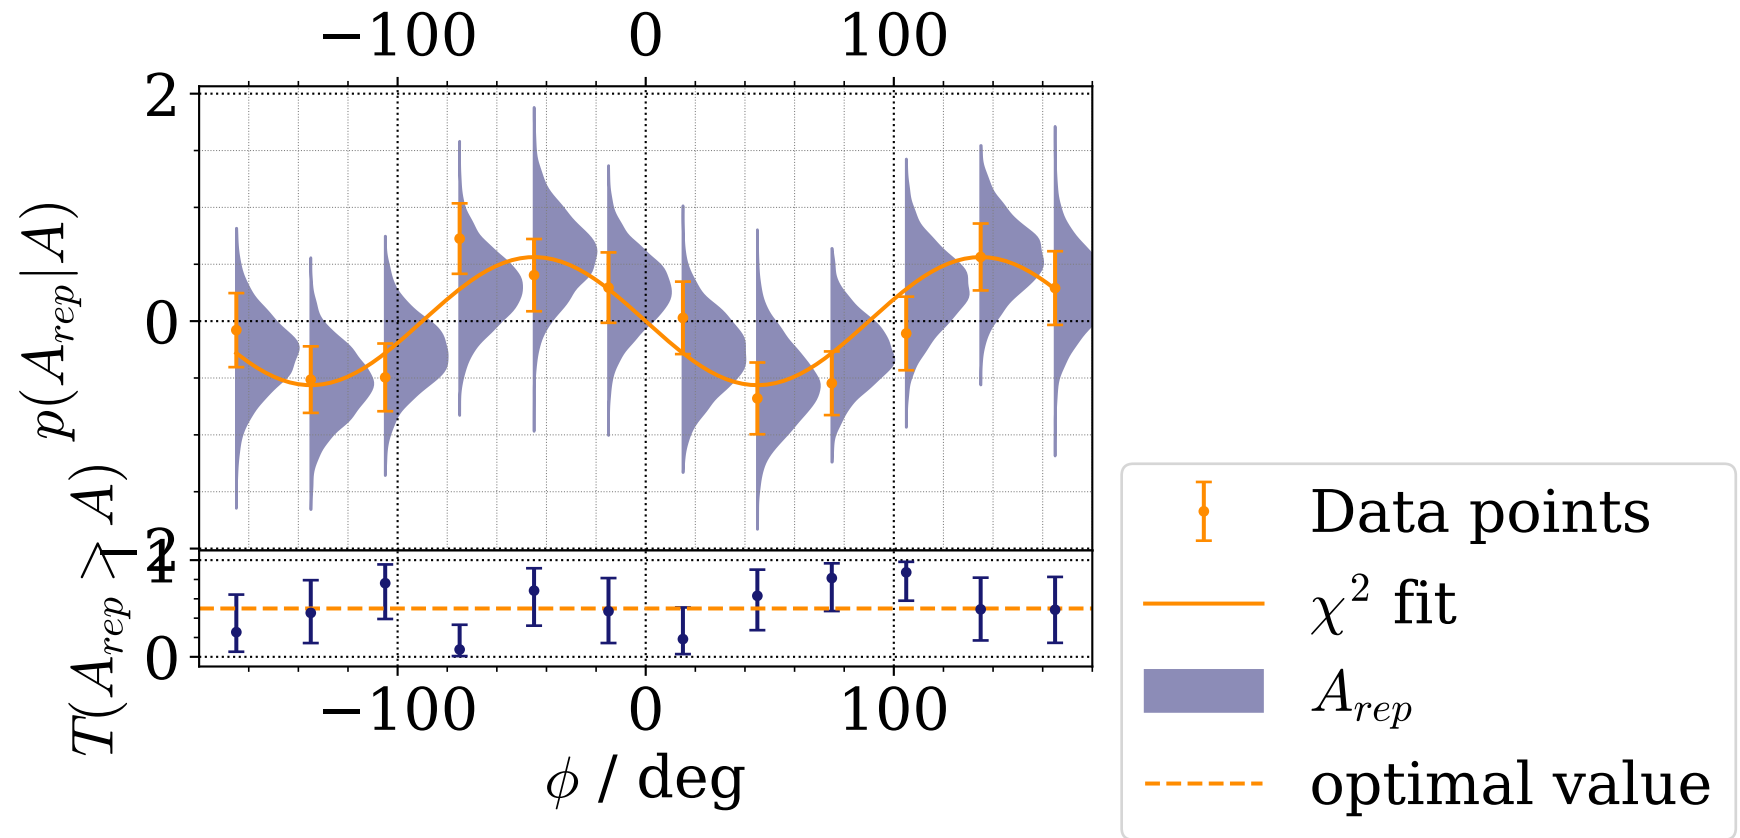 −100 0 100
2
0
−2
p(A_rep|A)
1
0
T(A_rep > A)
−100 0 100
ϕ / deg
Data points
χ² fit
A_rep
optimal value